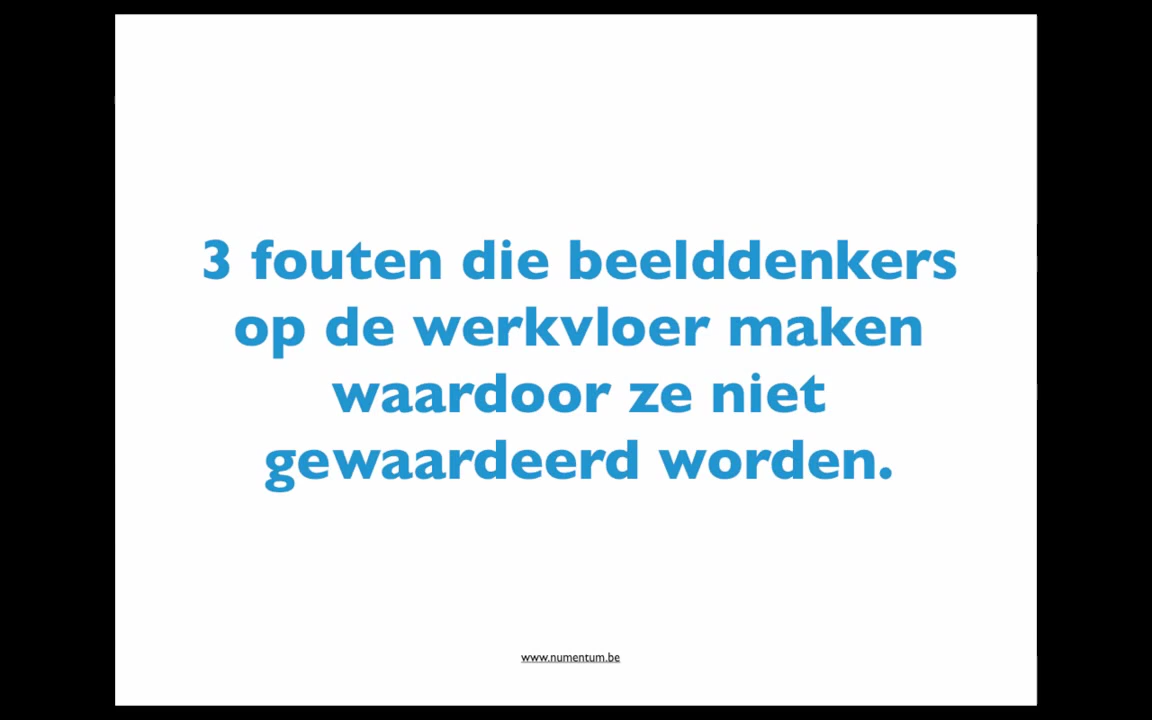 3 fouten die beelddenkers
op de werkvloer maken
waardoor ze niet
gewaardeerd worden.
www.numentum.be